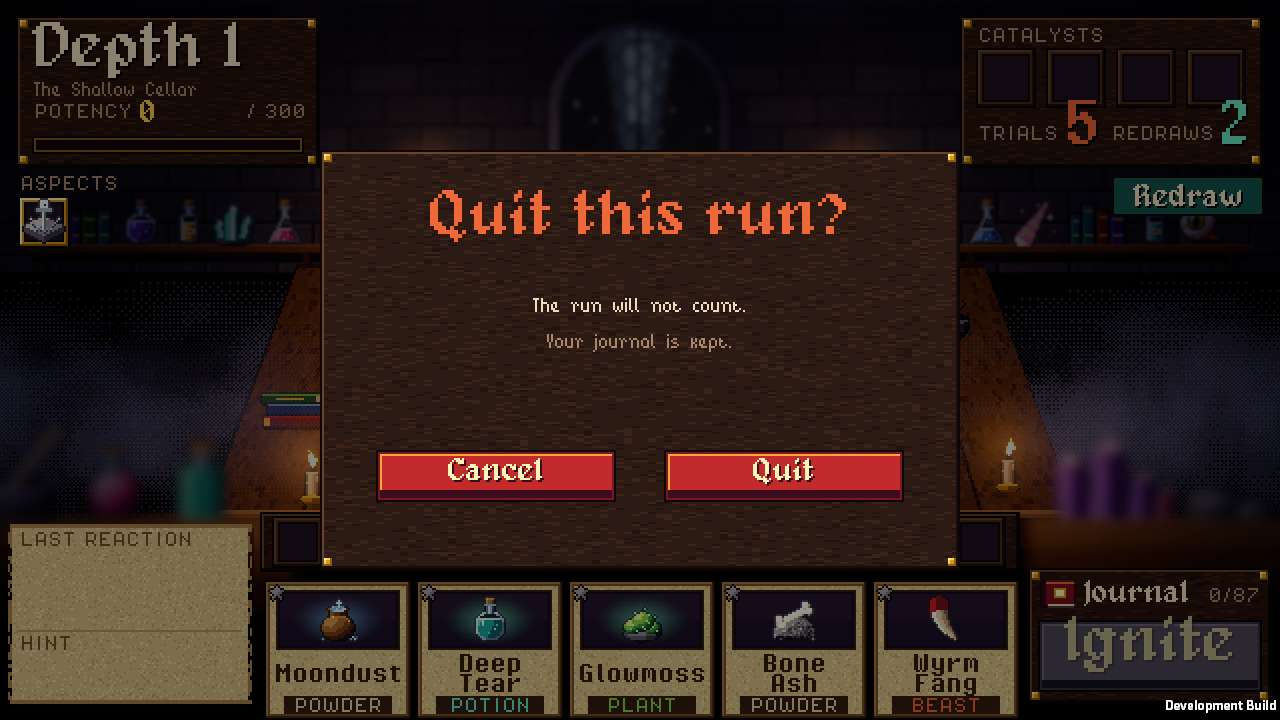 Depth 1
The Shallow Cellar
POTENCY 0 / 300
ASPECTS
CATALYSTS
TRIALS 5 REDRAWS 2
Redraw
Quit this run?
The run will not count.
Your journal is kept.
Cancel
Quit
LAST REACTION
HINT
Moondust
POWDER
Deep
Tear
POTION
Glowmoss
PLANT
Bone
Ash
POWDER
Wyrm
Fang
BEAST
Journal 0/87
Ignite
Development Build